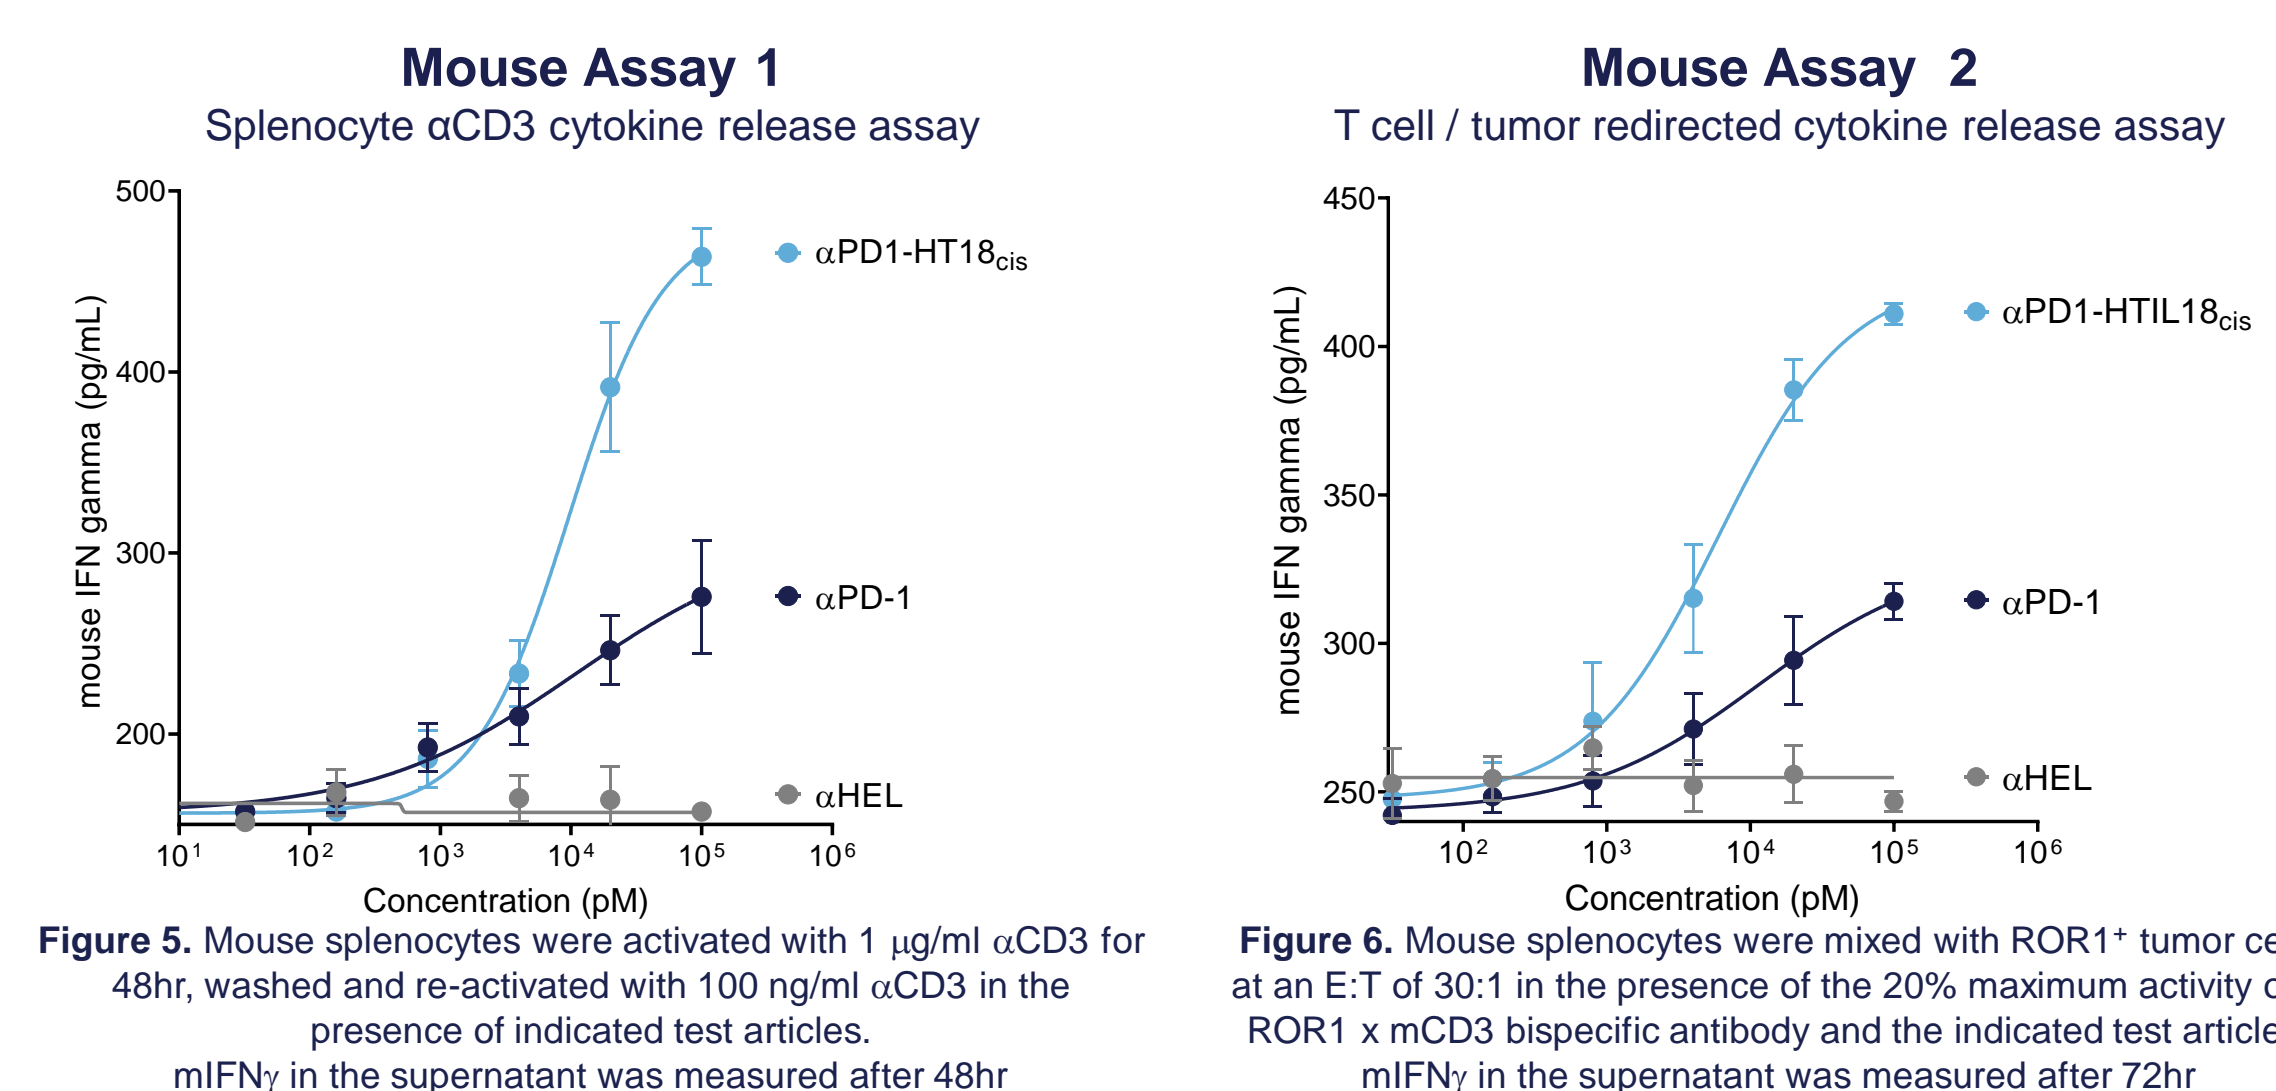 Mouse Assay 1
Splenocyte αCD3 cytokine release assay
500
400
300
200
mouse IFN gamma (pg/mL)
αPD1-HT18cis
αPD-1
αHEL
10¹
10²
10³
10⁴
10⁵
10⁶
Concentration (pM)
Figure 5. Mouse splenocytes were activated with 1 μg/ml αCD3 for
48hr, washed and re-activated with 100 ng/ml αCD3 in the
presence of indicated test articles.
mIFNγ in the supernatant was measured after 48hr
Mouse Assay 2
T cell / tumor redirected cytokine release assay
450
400
350
300
250
mouse IFN gamma (pg/mL)
αPD1-HTIL18cis
αPD-1
αHEL
10²
10³
10⁴
10⁵
10⁶
Concentration (pM)
Figure 6. Mouse splenocytes were mixed with ROR1⁺ tumor
at an E:T of 30:1 in the presence of the 20% maximum activity
ROR1 x mCD3 bispecific antibody and the indicated test
mIFNγ in the supernatant was measured after 72hr